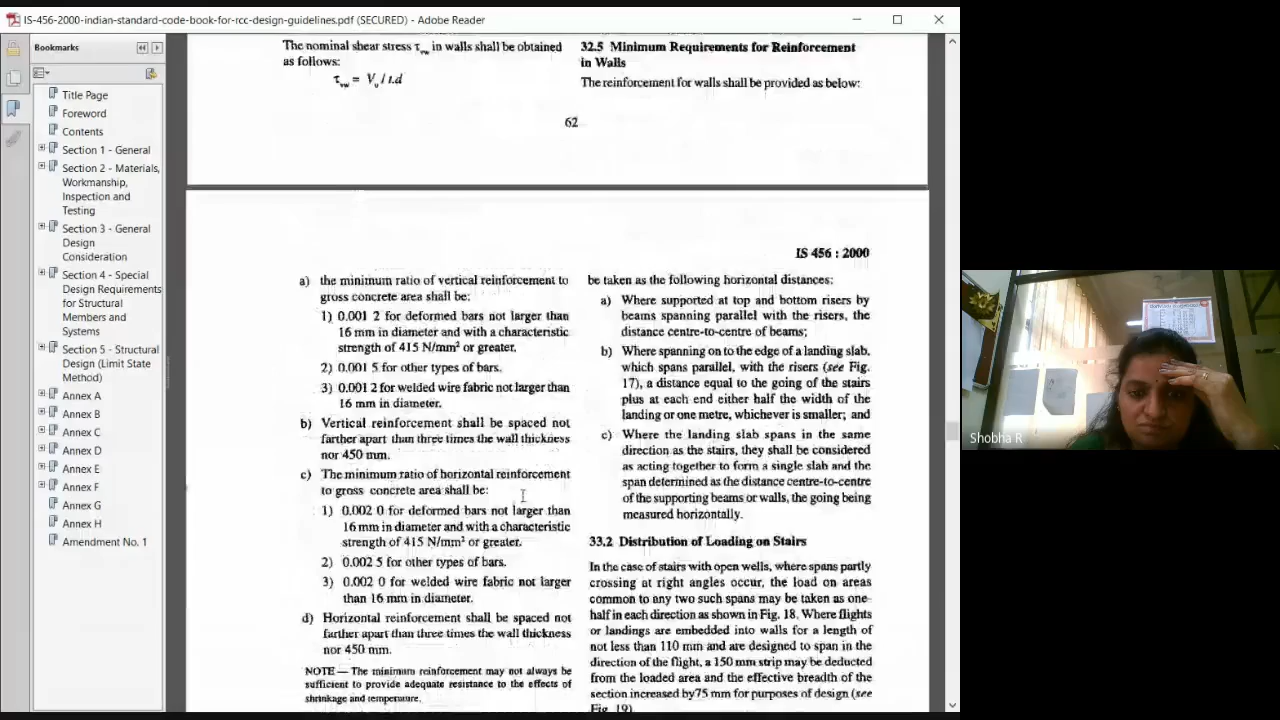 IS-456-2000-indian-standard-code-book-for-rcc-design-guidelines.pdf (SECURED) - Adobe Reader
Bookmarks
Title Page
Foreword
Contents
Section 1 - General
Section 2 - Materials,
Workmanship,
Inspection and
Testing
Section 3 - General
Design
Consideration
Section 4 - Special
Design Requirements
for Structural
Members and
Systems
Section 5 - Structural
Design (Limit State
Method)
Annex A
Annex B
Annex C
Annex D
Annex E
Annex F
Annex G
Annex H
Amendment No. 1
The nominal shear stress τvw in walls shall be obtained
as follows:
τvw = Vu / t.d
32.5 Minimum Requirements for Reinforcement
in Walls
The reinforcement for walls shall be provided as below:
62
IS 456 : 2000
a) the minimum ratio of vertical reinforcement to
gross concrete area shall be:
1) 0.001 2 for deformed bars not larger than
16 mm in diameter and with a characteristic
strength of 415 N/mm² or greater.
2) 0.001 5 for other types of bars.
3) 0.001 2 for welded wire fabric not larger than
16 mm in diameter.
b) Vertical reinforcement shall be spaced not
farther apart than three times the wall thickness
nor 450 mm.
c) The minimum ratio of horizontal reinforcement
to gross concrete area shall be:
1) 0.002 0 for deformed bars not larger than
16 mm in diameter and with a characteristic
strength of 415 N/mm² or greater.
2) 0.002 5 for other types of bars.
3) 0.002 0 for welded wire fabric not larger
than 16 mm in diameter.
d) Horizontal reinforcement shall be spaced not
farther apart than three times the wall thickness
nor 450 mm.
NOTE — The minimum reinforcement may not always be
sufficient to provide adequate resistance to the effects of
shrinkage and temperature.
be taken as the following horizontal distances:
a) Where supported at top and bottom risers by
beams spanning parallel with the risers, the
distance centre-to-centre of beams;
b) Where spanning on to the edge of a landing slab,
which spans parallel, with the risers (see Fig.
17), a distance equal to the going of the stairs
plus at each end either half the width of the
landing or one metre, whichever is smaller; and
c) Where the landing slab spans in the same
direction as the stairs, they shall be considered
as acting together to form a single slab and the
span determined as the distance centre-to-centre
of the supporting beams or walls, the going being
measured horizontally.
33.2 Distribution of Loading on Stairs
In the case of stairs with open wells, where spans partly
crossing at right angles occur, the load on areas
common to any two such spans may be taken as one-
half in each direction as shown in Fig. 18. Where flights
or landings are embedded into walls for a length of
not less than 110 mm and are designed to span in the
direction of the flight, a 150 mm strip may be deducted
from the loaded area and the effective breadth of the
section increased by75 mm for purposes of design (see
Fig. 19).
Shobha R